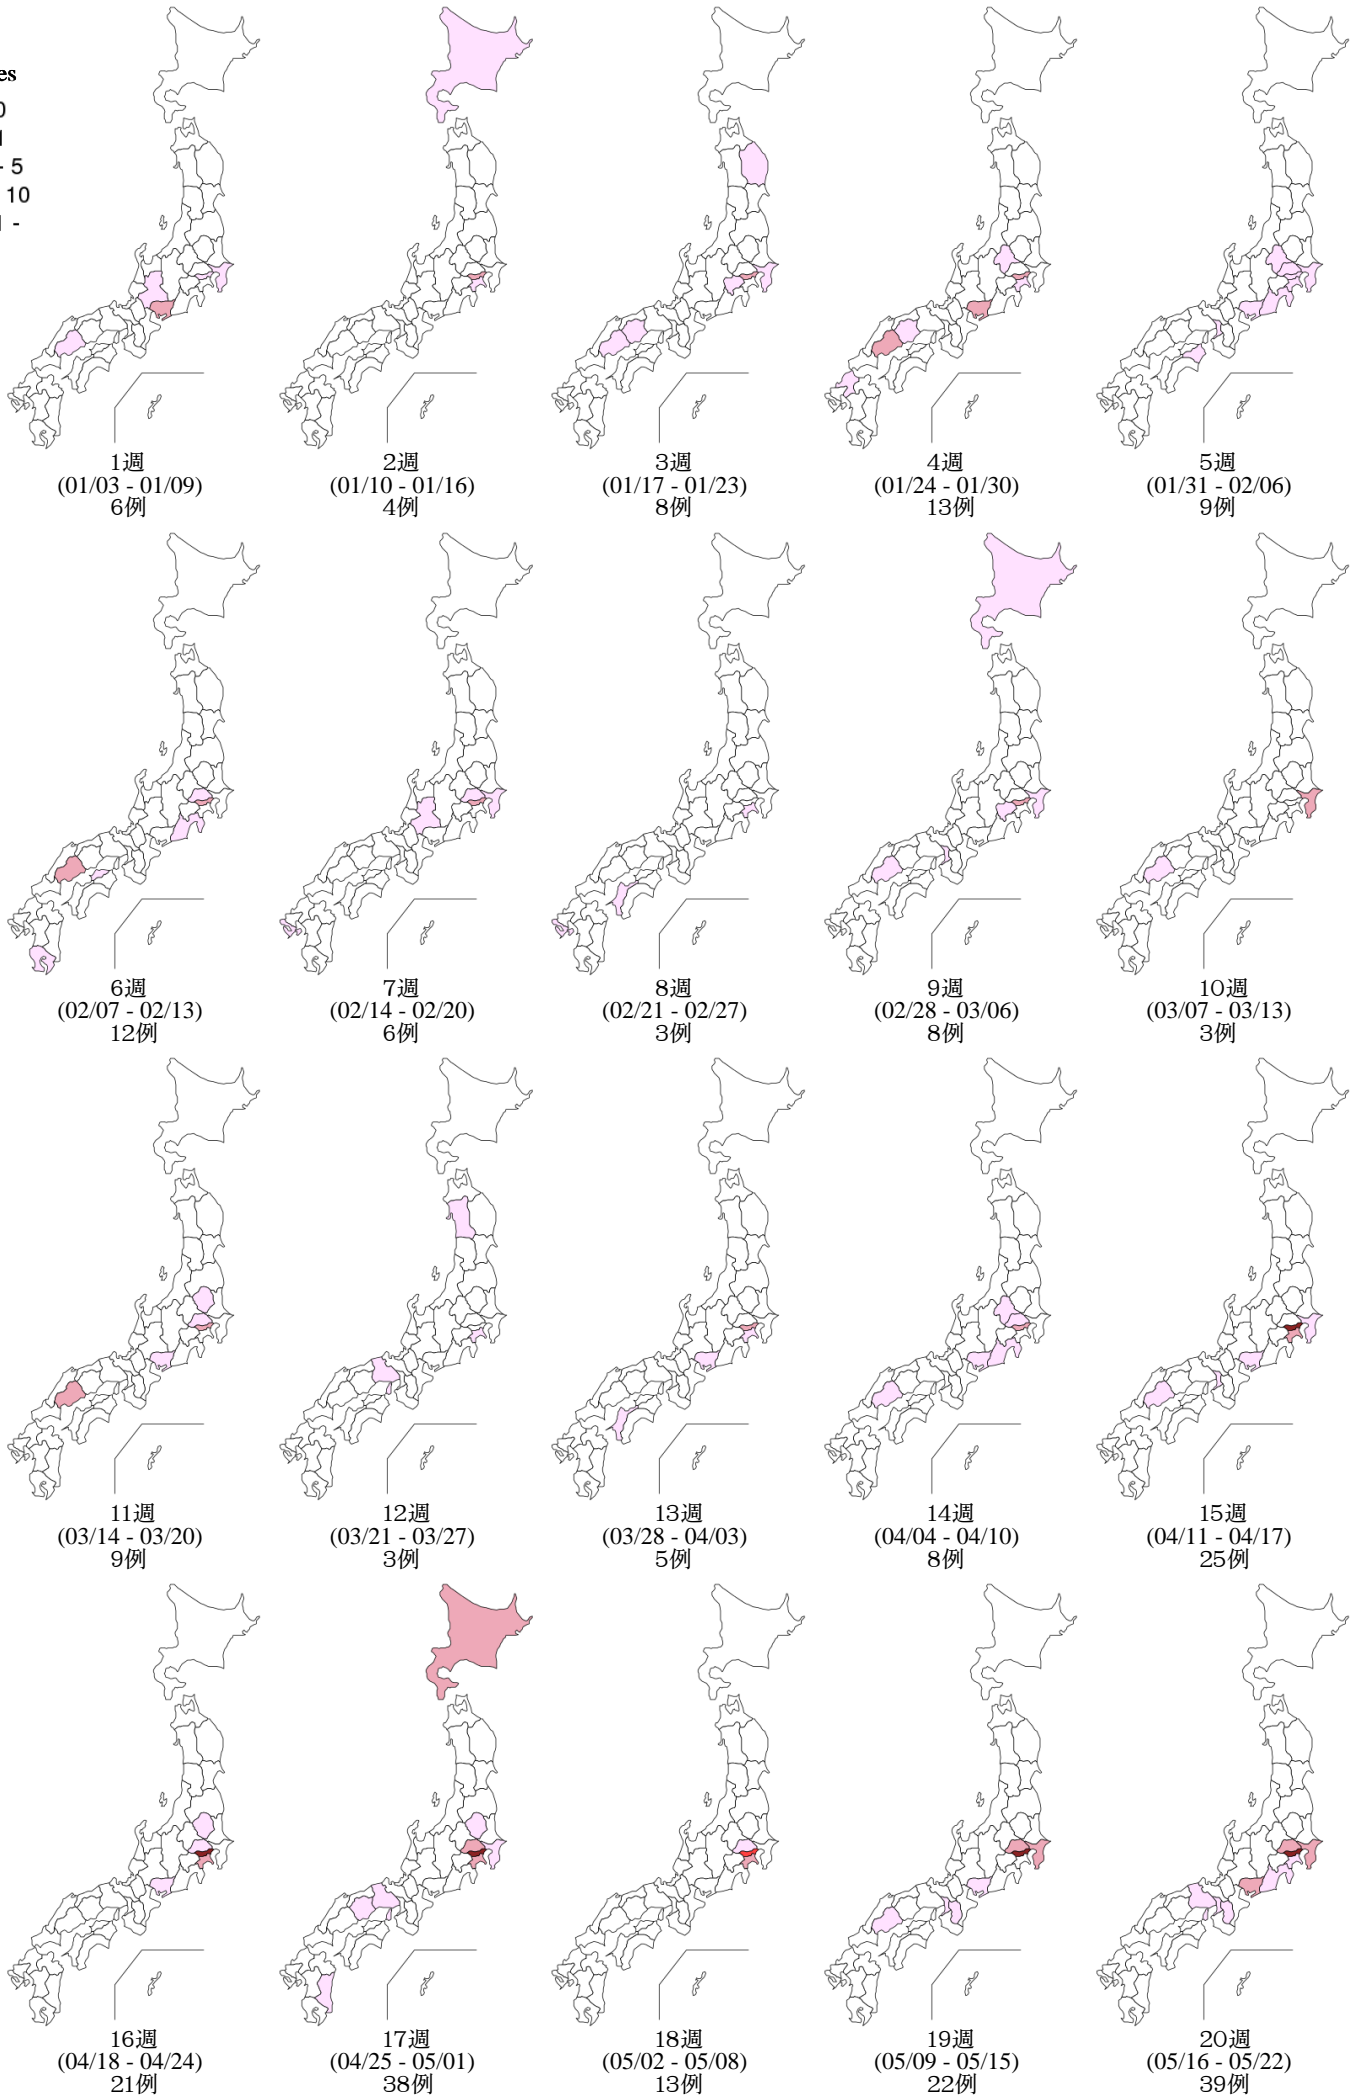 es
0
1
- 5
10
1 -
1週
(01/03 - 01/09)
6例
2週
(01/10 - 01/16)
4例
3週
(01/17 - 01/23)
8例
4週
(01/24 - 01/30)
13例
5週
(01/31 - 02/06)
9例
6週
(02/07 - 02/13)
12例
7週
(02/14 - 02/20)
6例
8週
(02/21 - 02/27)
3例
9週
(02/28 - 03/06)
8例
10週
(03/07 - 03/13)
3例
11週
(03/14 - 03/20)
9例
12週
(03/21 - 03/27)
3例
13週
(03/28 - 04/03)
5例
14週
(04/04 - 04/10)
8例
15週
(04/11 - 04/17)
25例
16週
(04/18 - 04/24)
21例
17週
(04/25 - 05/01)
38例
18週
(05/02 - 05/08)
13例
19週
(05/09 - 05/15)
22例
20週
(05/16 - 05/22)
39例